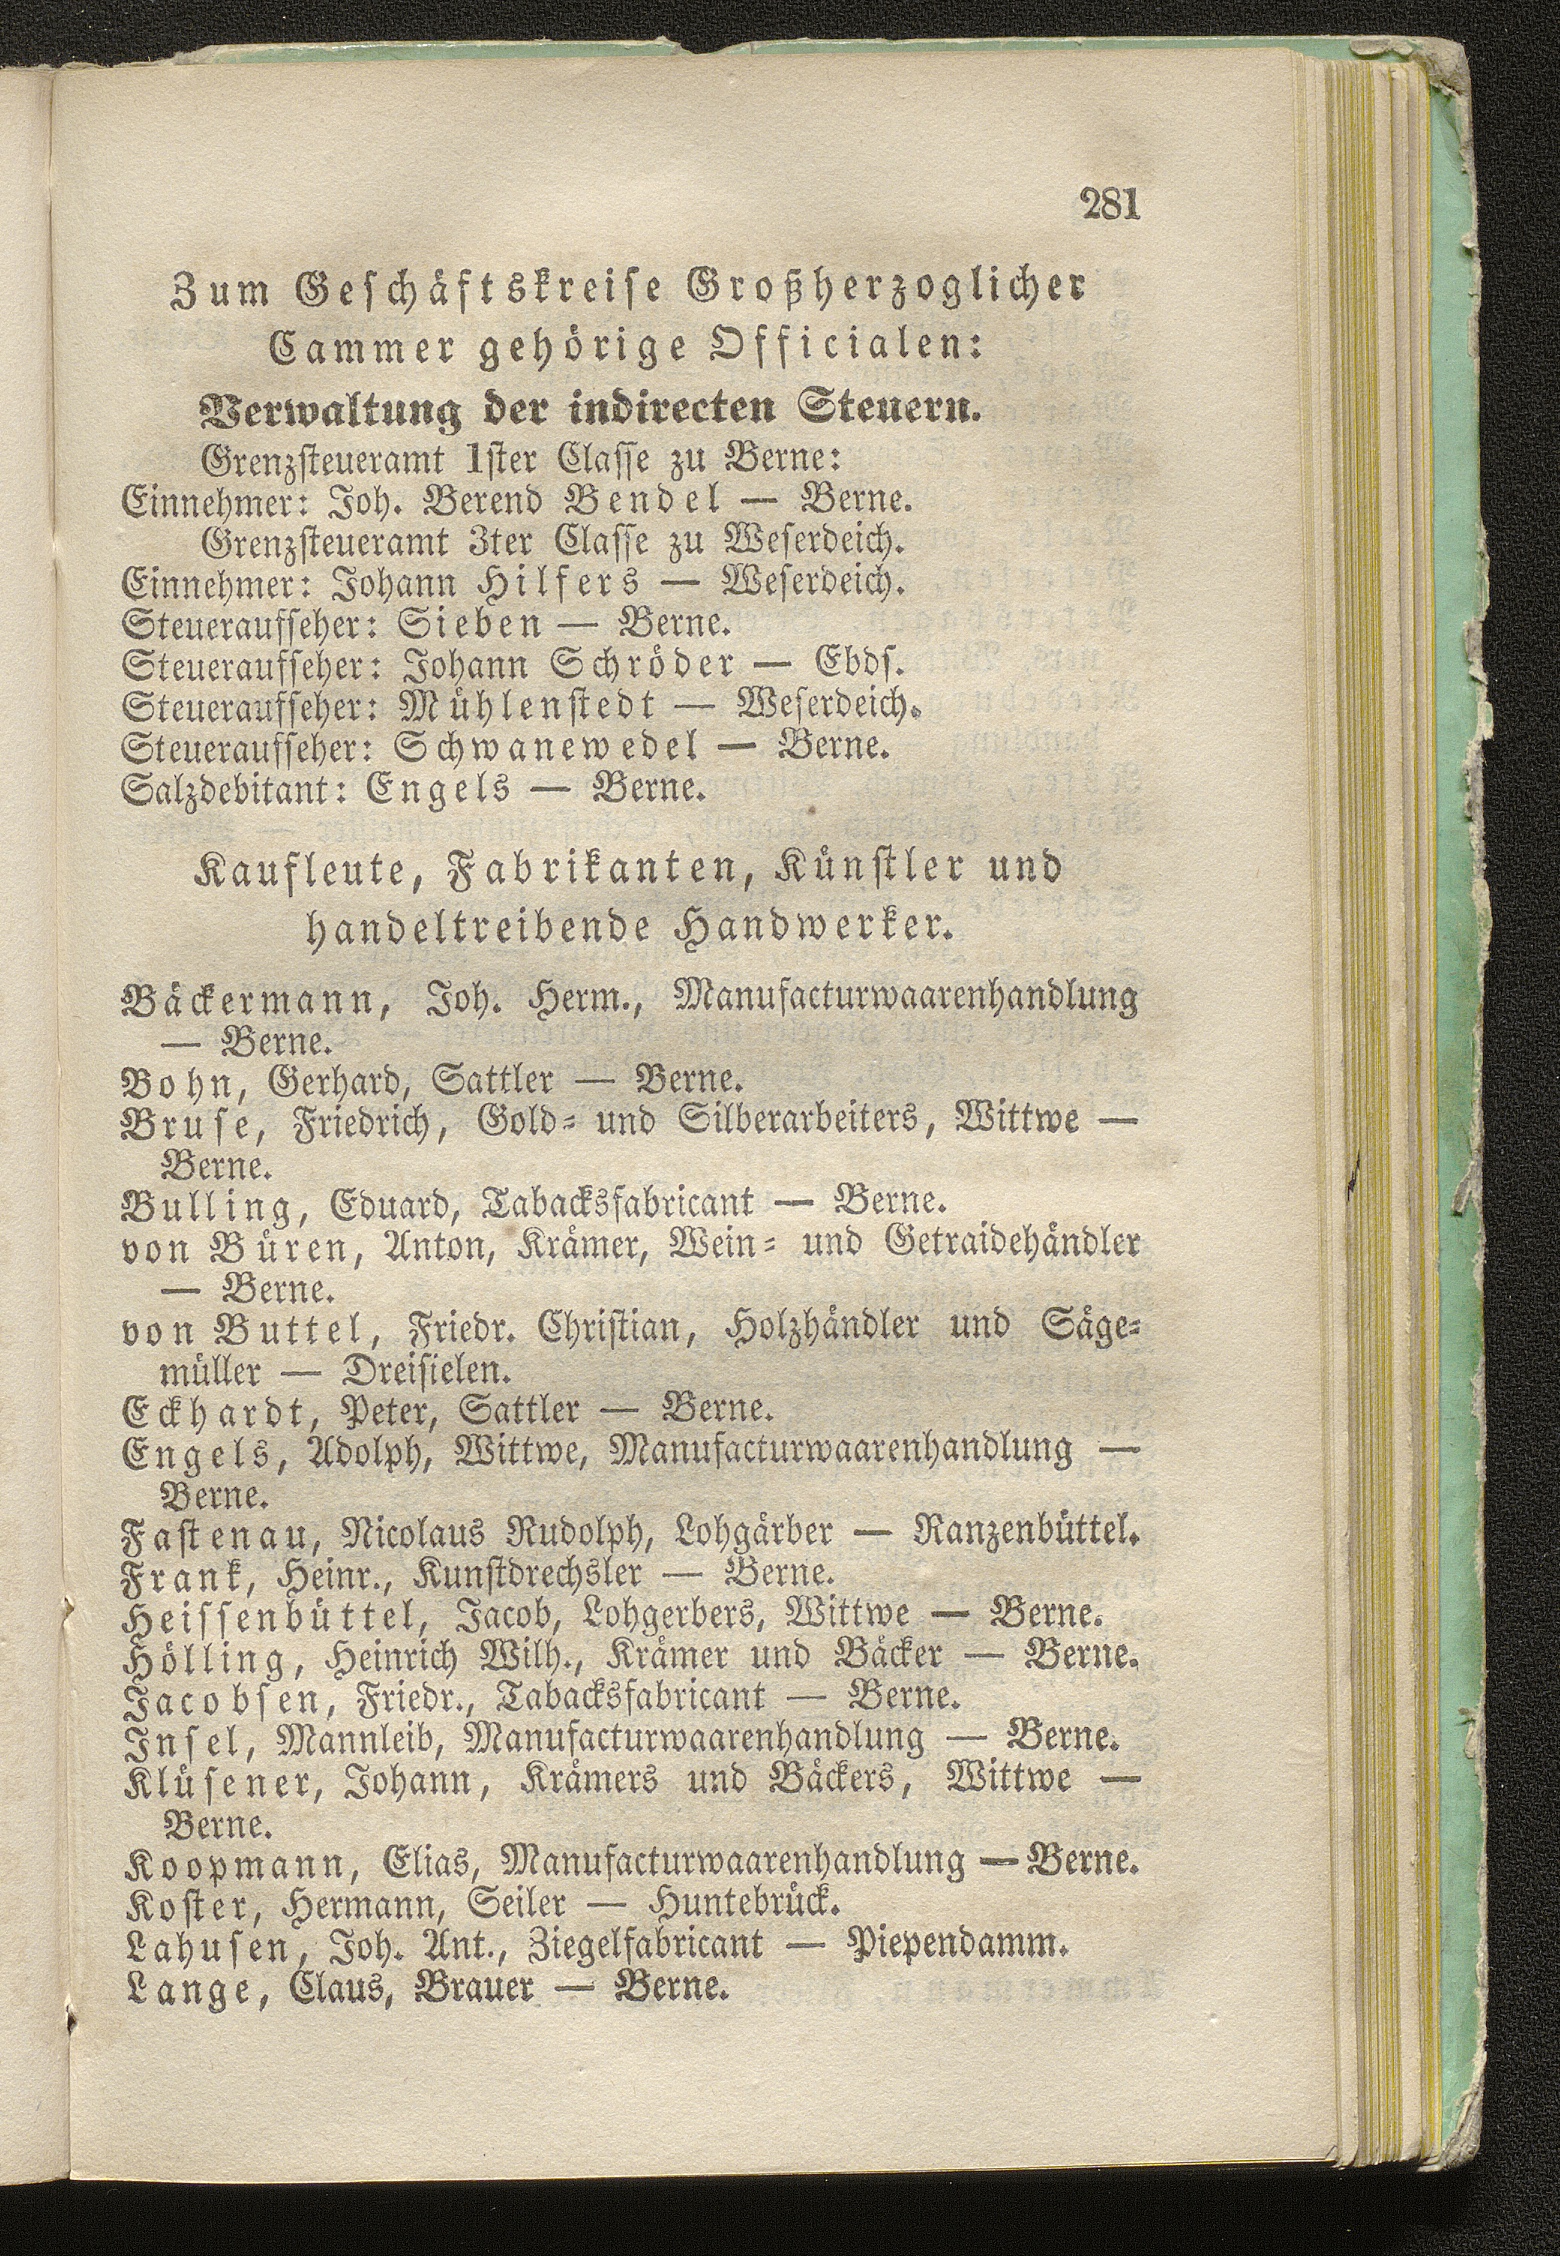 281
Zum Geschäftskreise Großherzoglicher
Cammer gehörige Officialen:
Verwaltung der indirecten Steuern.
Grenzsteueramt 1ster Classe zu Berne:
Einnehmer: Joh. Berend Bendel — Berne.
Grenzsteueramt 3ter Classe zu Weserdeich.
Einnehmer: Johann Hilfers — Weserdeich.
Steueraufseher: Sieben — Berne.
Steueraufseher: Johann Schröder — Ebds.
Steueraufseher: Mühlenstedt — Weserdeich.
Steueraufseher: Schwanewedel — Berne.
Salzdebitant: Engels — Berne.
Kaufleute, Fabrikanten, Künstler und
handeltreibende Handwerker.
Bäckermann, Joh. Herm., Manufacturwaarenhandlung
— Berne.
Bohn, Gerhard, Sattler — Berne.
Bruse, Friedrich, Gold- und Silberarbeiters, Wittwe —
Berne.
Bulling, Eduard, Tabacksfabricant — Berne.
von Büren, Anton, Krämer, Wein- und Getraidehändler
— Berne.
von Buttel, Friedr. Christian, Holzhändler und Säge-
müller — Dreisielen.
Eckhardt, Peter, Sattler — Berne.
Engels, Adolph, Wittwe, Manufacturwaarenhandlung —
Berne.
Fastenau, Nicolaus Rudolph, Lohgärber — Ranzenbüttel.
Frank, Heinr., Kunstdrechsler — Berne.
Heissenbüttel, Jacob, Lohgerbers, Wittwe — Berne.
Hölling, Heinrich Wilh., Krämer und Bäcker — Berne.
Jacobsen, Friedr., Tabacksfabricant — Berne.
Insel, Mannleib, Manufacturwaarenhandlung — Berne.
Klüsener, Johann, Krämers und Bäckers, Wittwe —
Berne.
Koopmann, Elias, Manufacturwaarenhandlung — Berne.
Koster, Hermann, Seiler — Huntebrück.
Lahusen, Joh. Ant., Ziegelfabricant — Piependamm.
Lange, Claus, Brauer — Berne.